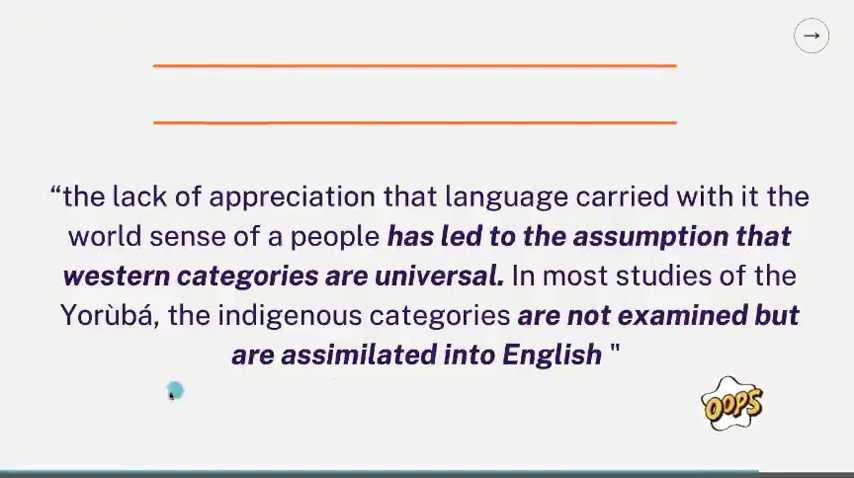 “the lack of appreciation that language carried with it the
world sense of a people has led to the assumption that
western categories are universal. In most studies of the
Yorùbá, the indigenous categories are not examined but
are assimilated into English "
OOPS